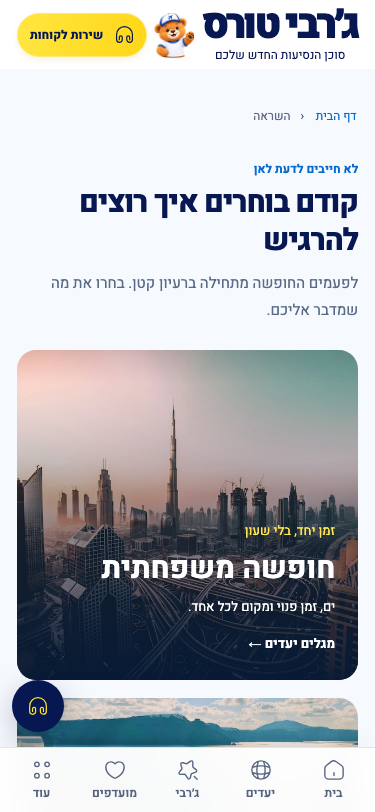 ג'רבי טורס
סוכן הנסיעות החדש שלכם
שירות לקוחות
דף הבית › השראה
לא חייבים לדעת לאן
קודם בוחרים איך רוצים
להרגיש
לפעמים החופשה מתחילה ברעיון קטן. בחרו את מה
שמדבר אליכם.
זמן יחד, בלי שעון
חופשה משפחתית
ים, זמן פנוי ומקום לכל אחד.
מגלים יעדים ←
בית
יעדים
ג'רבי
מועדפים
עוד